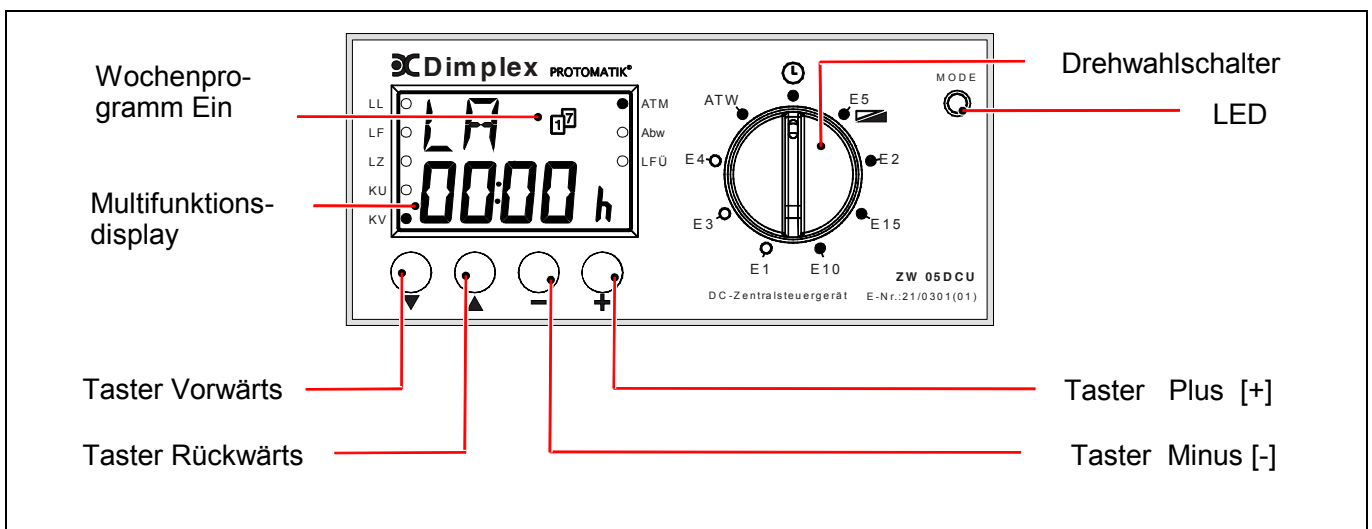 Wochenpro-
gramm Ein
Multifunktions-
display
Taster Vorwärts
Taster Rückwärts
Dimplex PROTOMATIK®
LL
LF
LZ
KU
KV
LA
17
00:00 h
ATM
Abw
LFÜ
▼ ▲ − +
ATW
E5
E4
E2
E3
E15
E1
E10
MODE
ZW 05DCU
DC-Zentralsteuergerät E-Nr.:21/0301(01)
Drehwahlschalter
LED
Taster Plus [+]
Taster Minus [-]